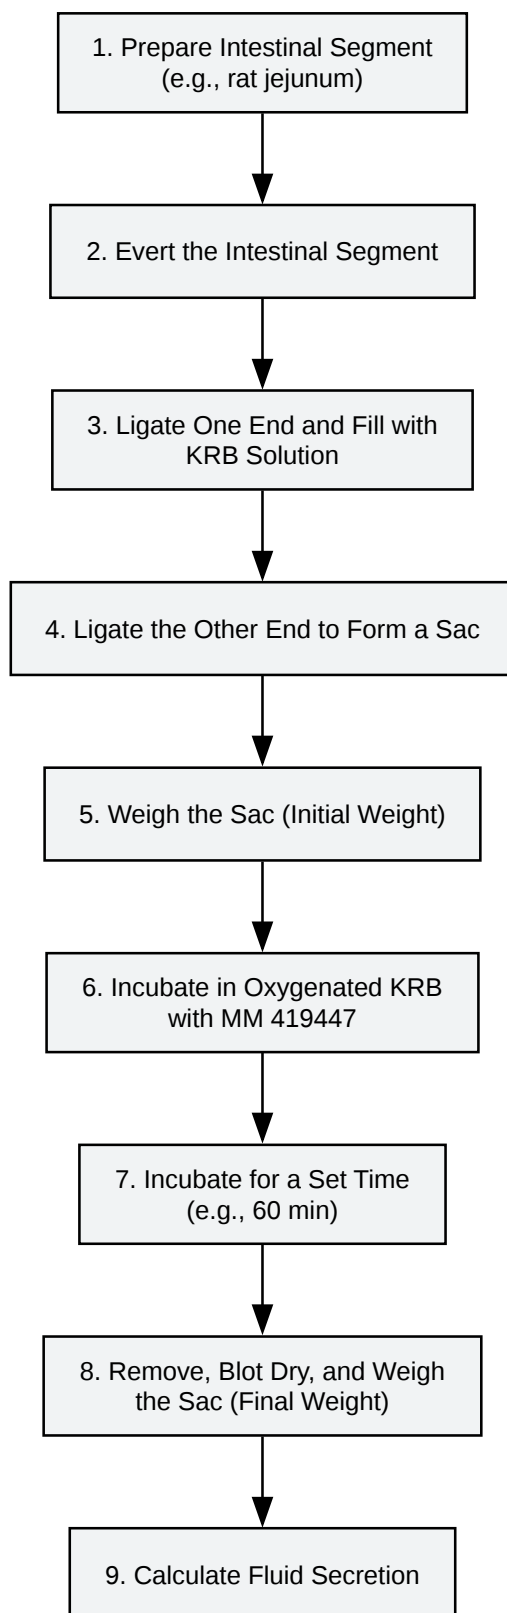 1. Prepare Intestinal Segment
(e.g., rat jejunum)
2. Evert the Intestinal Segment
3. Ligate One End and Fill with
KRB Solution
4. Ligate the Other End to Form a Sac
5. Weigh the Sac (Initial Weight)
6. Incubate in Oxygenated KRB
with MM 419447
7. Incubate for a Set Time
(e.g., 60 min)
8. Remove, Blot Dry, and Weigh
the Sac (Final Weight)
9. Calculate Fluid Secretion